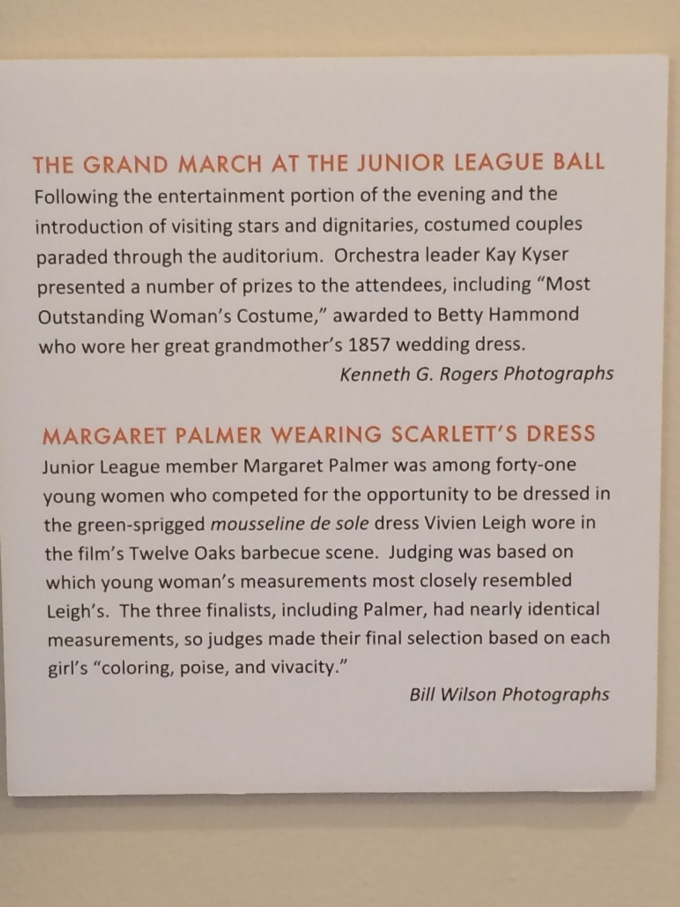 THE GRAND MARCH AT THE JUNIOR LEAGUE BALL
Following the entertainment portion of the evening and the
introduction of visiting stars and dignitaries, costumed couples
paraded through the auditorium.  Orchestra leader Kay Kyser
presented a number of prizes to the attendees, including “Most
Outstanding Woman’s Costume,” awarded to Betty Hammond
who wore her great grandmother’s 1857 wedding dress.
Kenneth G. Rogers Photographs
MARGARET PALMER WEARING SCARLETT’S DRESS
Junior League member Margaret Palmer was among forty-one
young women who competed for the opportunity to be dressed in
the green-sprigged mousseline de sole dress Vivien Leigh wore in
the film’s Twelve Oaks barbecue scene.  Judging was based on
which young woman’s measurements most closely resembled
Leigh’s.  The three finalists, including Palmer, had nearly identical
measurements, so judges made their final selection based on each
girl’s “coloring, poise, and vivacity.”
Bill Wilson Photographs